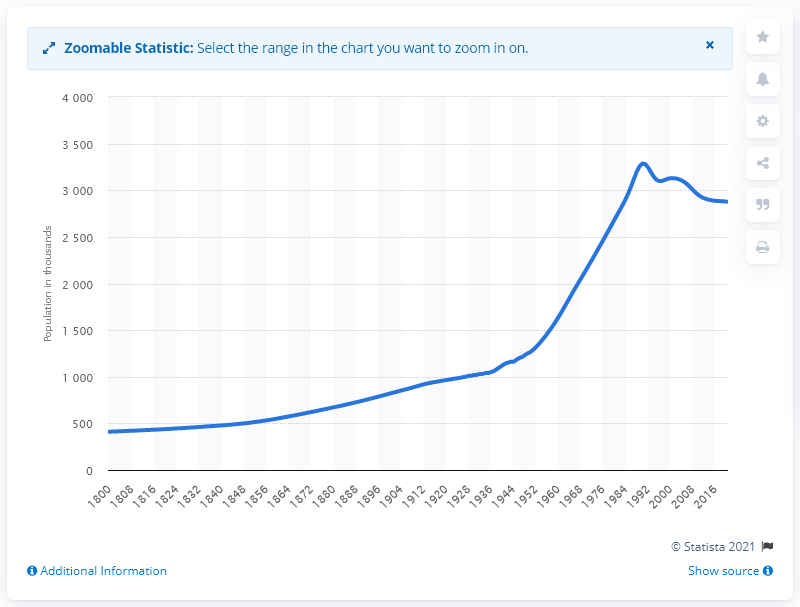 Zoomable Statistic: Select the range in the chart you want to zoom in on.
Population in thousands
4 000
3 500
3 000
2 500
2 000
1 500
1 000
500
0
1800 1808 1816 1824 1832 1840 1848 1856 1864 1872 1880 1888 1896 1904 1912 1920 1928 1936 1944 1952 1960 1968 1976 1984 1992 2000 2008 2016
© Statista 2021
Additional Information
Show source